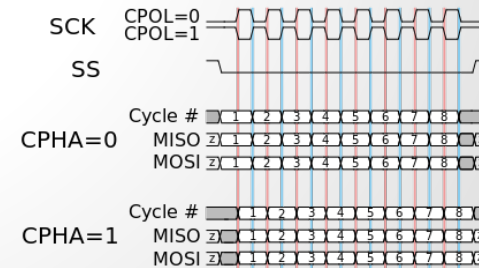 SCK CPOL=0
CPOL=1
SS
Cycle # 1 2 3 4 5 6 7 8
CPHA=0 MISO z 1 2 3 4 5 6 7 8
MOSI z 1 2 3 4 5 6 7 8
Cycle # 1 2 3 4 5 6 7 8
CPHA=1 MISO z 1 2 3 4 5 6 7 8
MOSI z 1 2 3 4 5 6 7 8